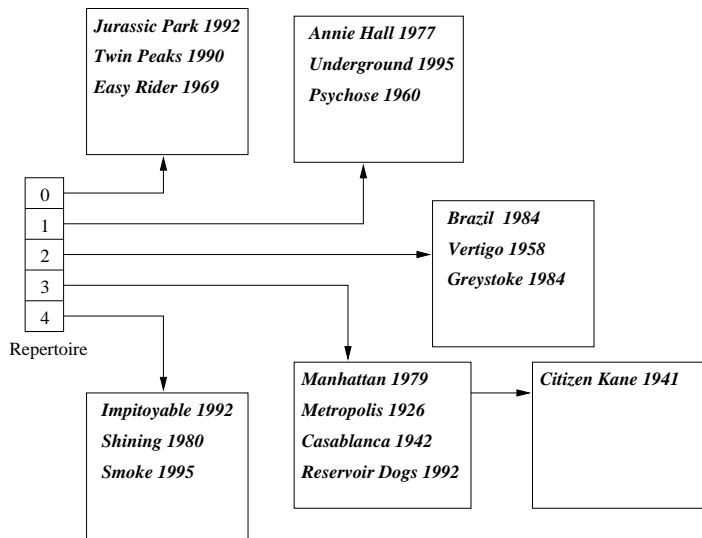 Jurassic Park 1992
Twin Peaks 1990
Easy Rider 1969
Annie Hall 1977
Underground 1995
Psychose 1960
0
1
2
3
4
Repertoire
Brazil 1984
Vertigo 1958
Greystoke 1984
Impitoyable 1992
Shining 1980
Smoke 1995
Manhattan 1979
Metropolis 1926
Casablanca 1942
Reservoir Dogs 1992
Citizen Kane 1941